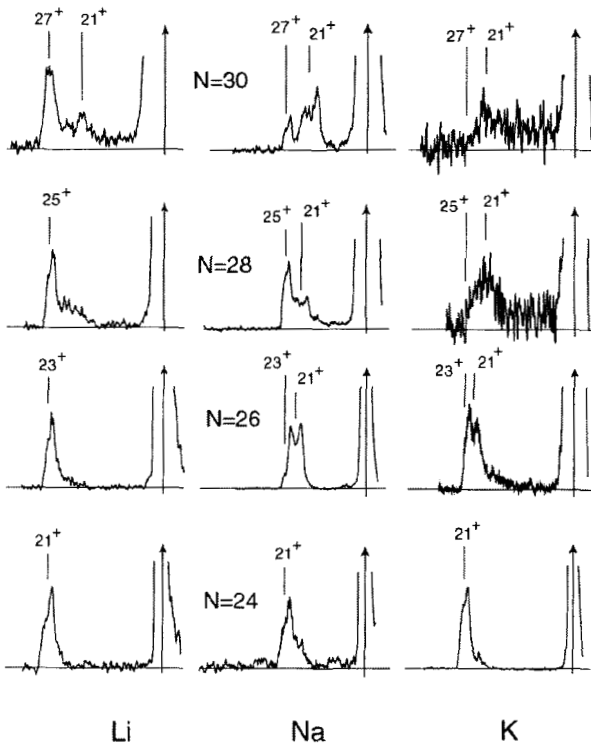 27+ 21+ 21+ 27+ 21+
27+
N=30
25+ 25+ 21+ 25+ 21+
N=28
23+ 23+ 21+ 23+ 21+
N=26
21+ 21+ 21+
N=24
Li Na K